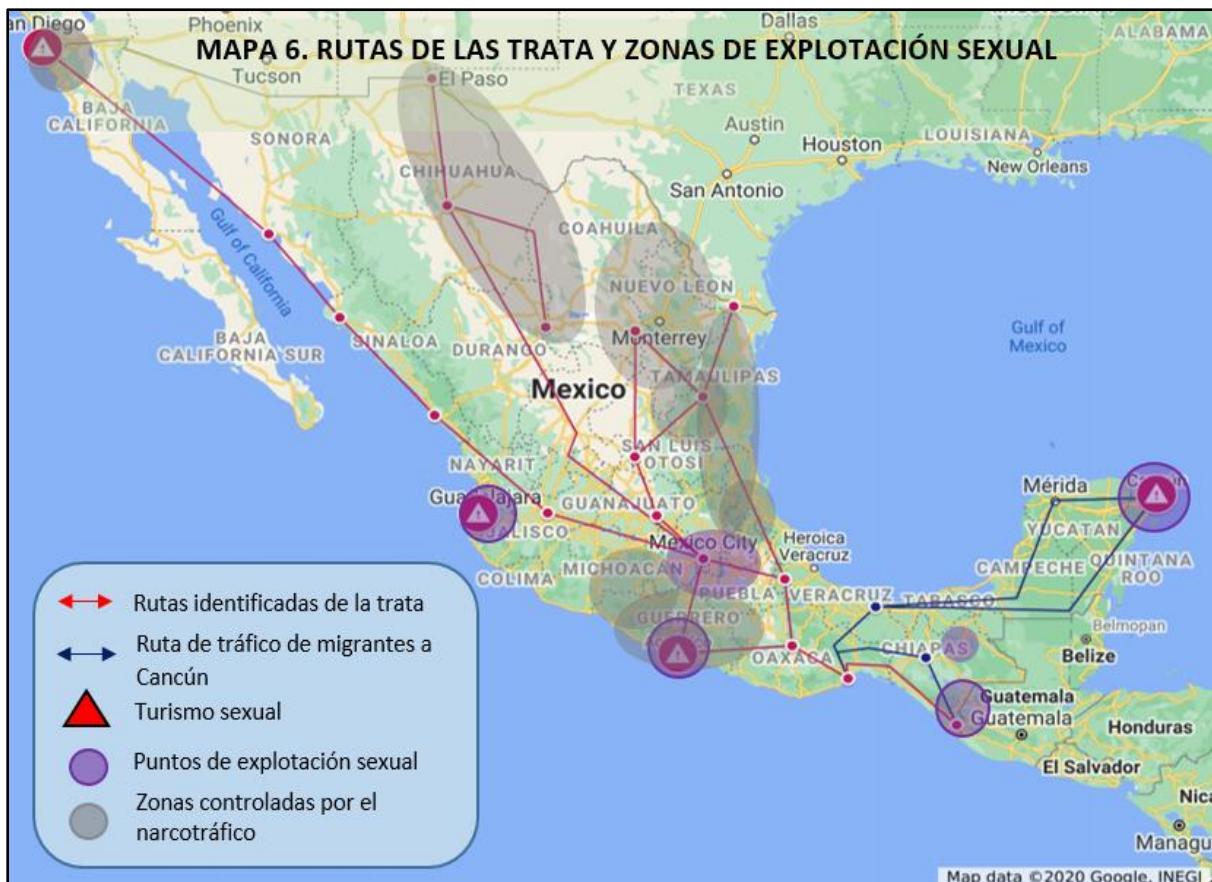 an Diego
Phoenix
Dallas
ALABAMA
MAPA 6. RUTAS DE LAS TRATA Y ZONAS DE EXPLOTACIÓN SEXUAL
Tucson
El Paso
BAJA
CALIFORNIA
TEXAS
SONORA
Austin
LOUISIANA
Houston
New Orleans
CHIHUAHUA
San Antonio
COAHUILA
Gulf of California
NUEVO LEON
Gulf of
Mexico
Monterrey
BAJA
CALIFORNIA SUR
SINALOA
DURANGO
TAMAULIPAS
Mexico
SAN LUIS
POTOSI
NAYARIT
Guadalajara
GUANAJUATO
JALISCO
Mérida
YUCATAN
Mexico City
Heroica
Veracruz
CAMPECHE
QUINTANA
ROO
COLIMA
MICHOACÁN
PUEBLA
VERACRUZ
TABASCO
GUERRERO
Belmopan
OAXACA
CHIAPAS
Belize
Guatemala
Guatemala
Honduras
El Salvador
Nica
Managu
Rutas identificadas de la trata
Ruta de tráfico de migrantes a
Cancún
Turismo sexual
Puntos de explotación sexual
Zonas controladas por el
narcotráfico
Map data ©2020 Google, INEGI